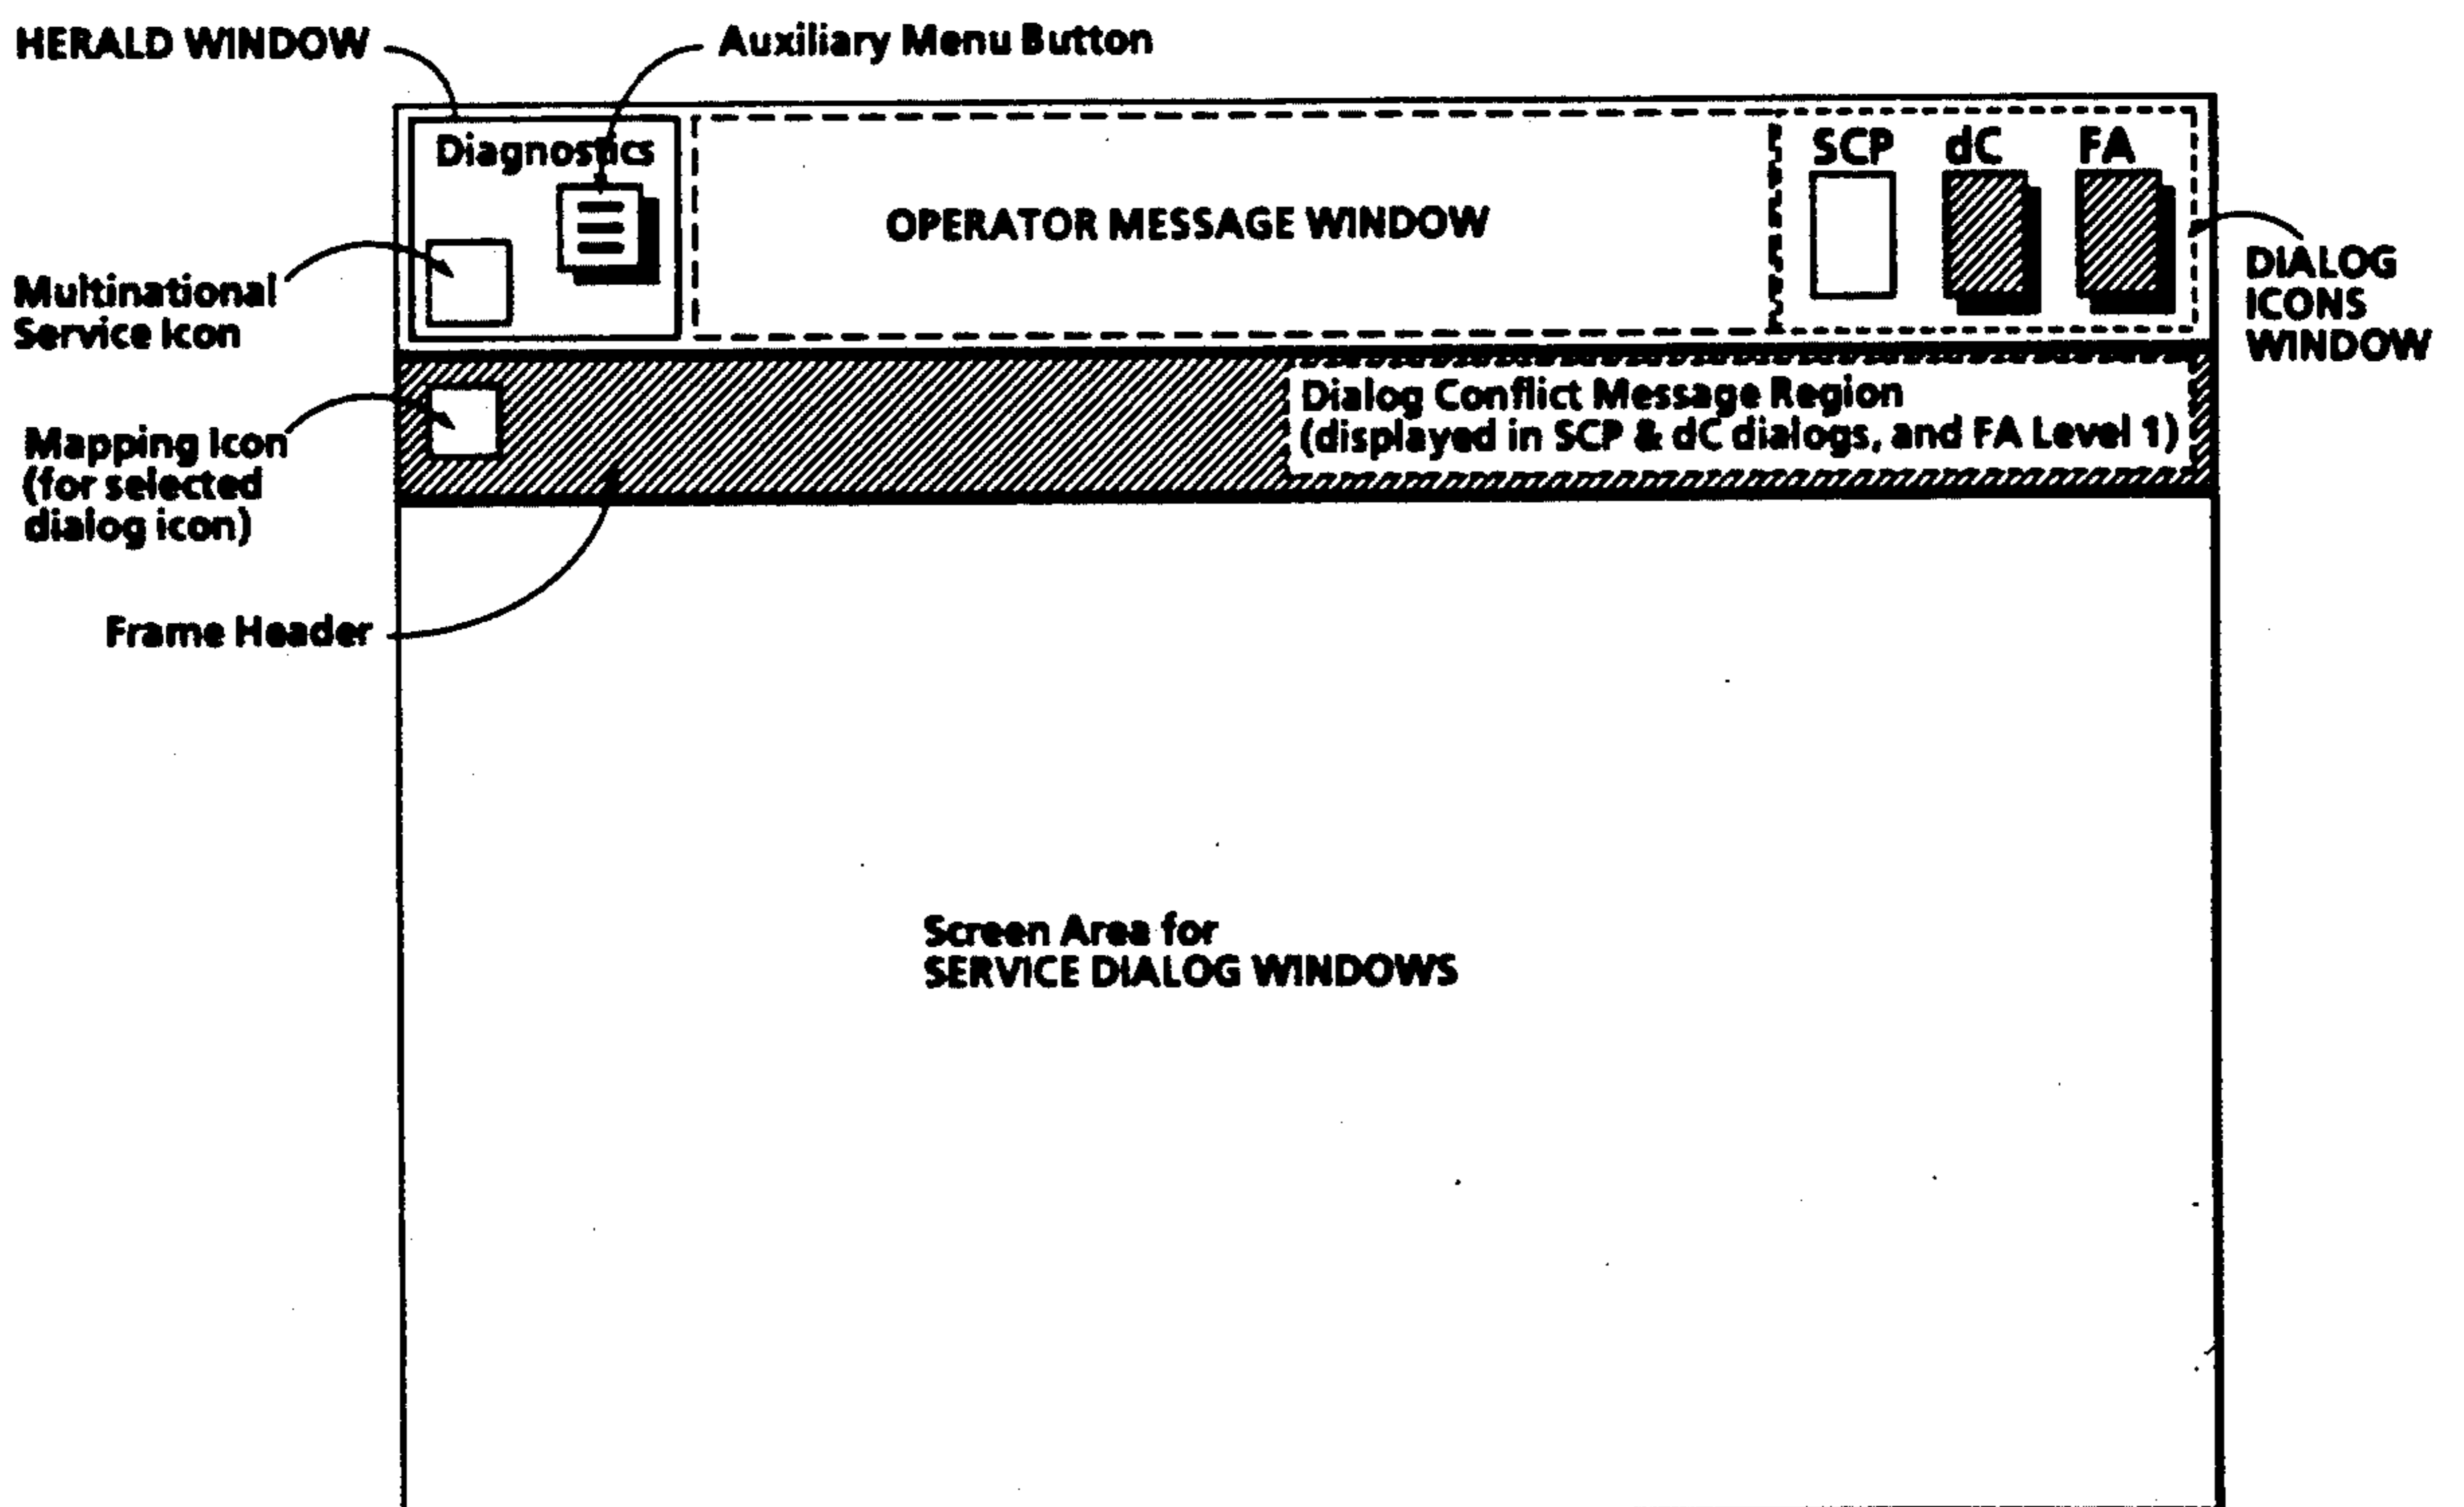 HERALD WINDOW
Auxiliary Menu Button
Diagnostics
SCP dC FA
OPERATOR MESSAGE WINDOW
Multinational
Service Icon
DIALOG
ICONS
WINDOW
Dialog Conflict Message Region
(displayed in SCP & dC dialogs, and FA Level 1)
Mapping Icon
(for selected
dialog icon)
Frame Header
Screen Area for
SERVICE DIALOG WINDOWS